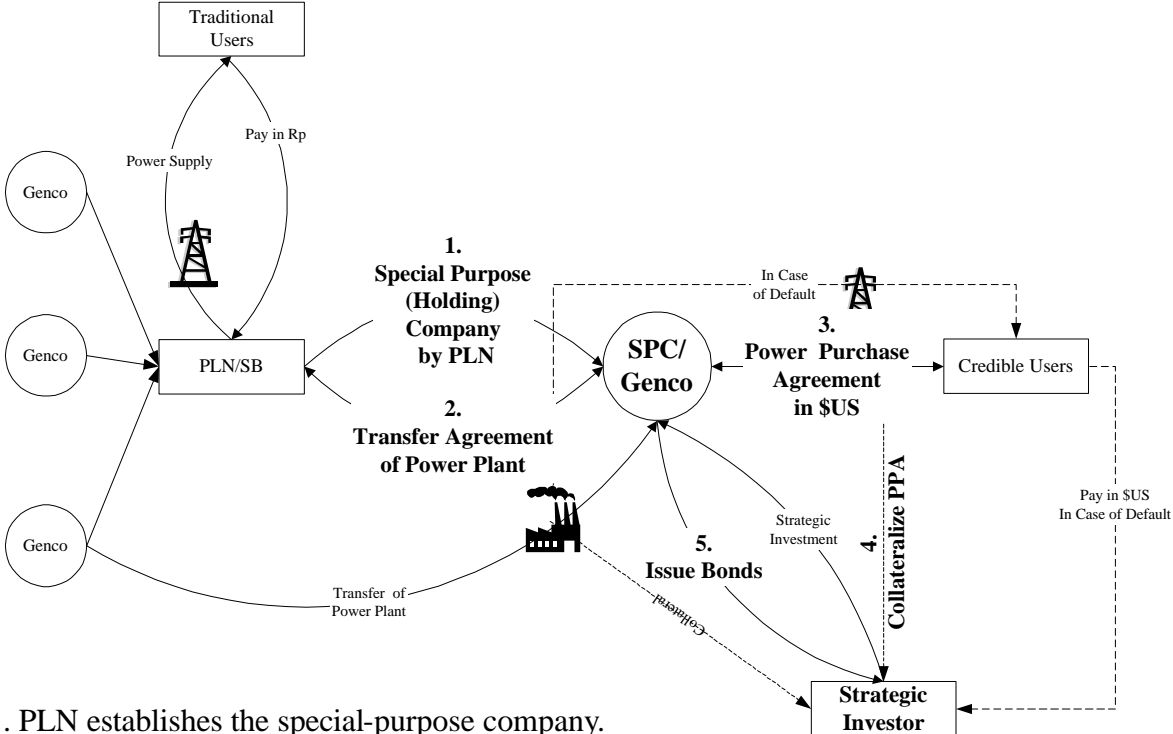 Traditional
Users
Pay in Rp
Power Supply
Genco
1.
Special Purpose
(Holding)
Company
by PLN
In Case
of Default
3.
Power Purchase
Agreement
in $US
Genco
PLN/SB
SPC/
Genco
Credible Users
2.
Transfer Agreement
of Power Plant
4.
Collateralize PPA
Pay in $US
In Case of Default
Genco
Strategic
Investment
5.
Issue Bonds
Transfer of
Power Plant
Collateral
Strategic
Investor
. PLN establishes the special-purpose company.